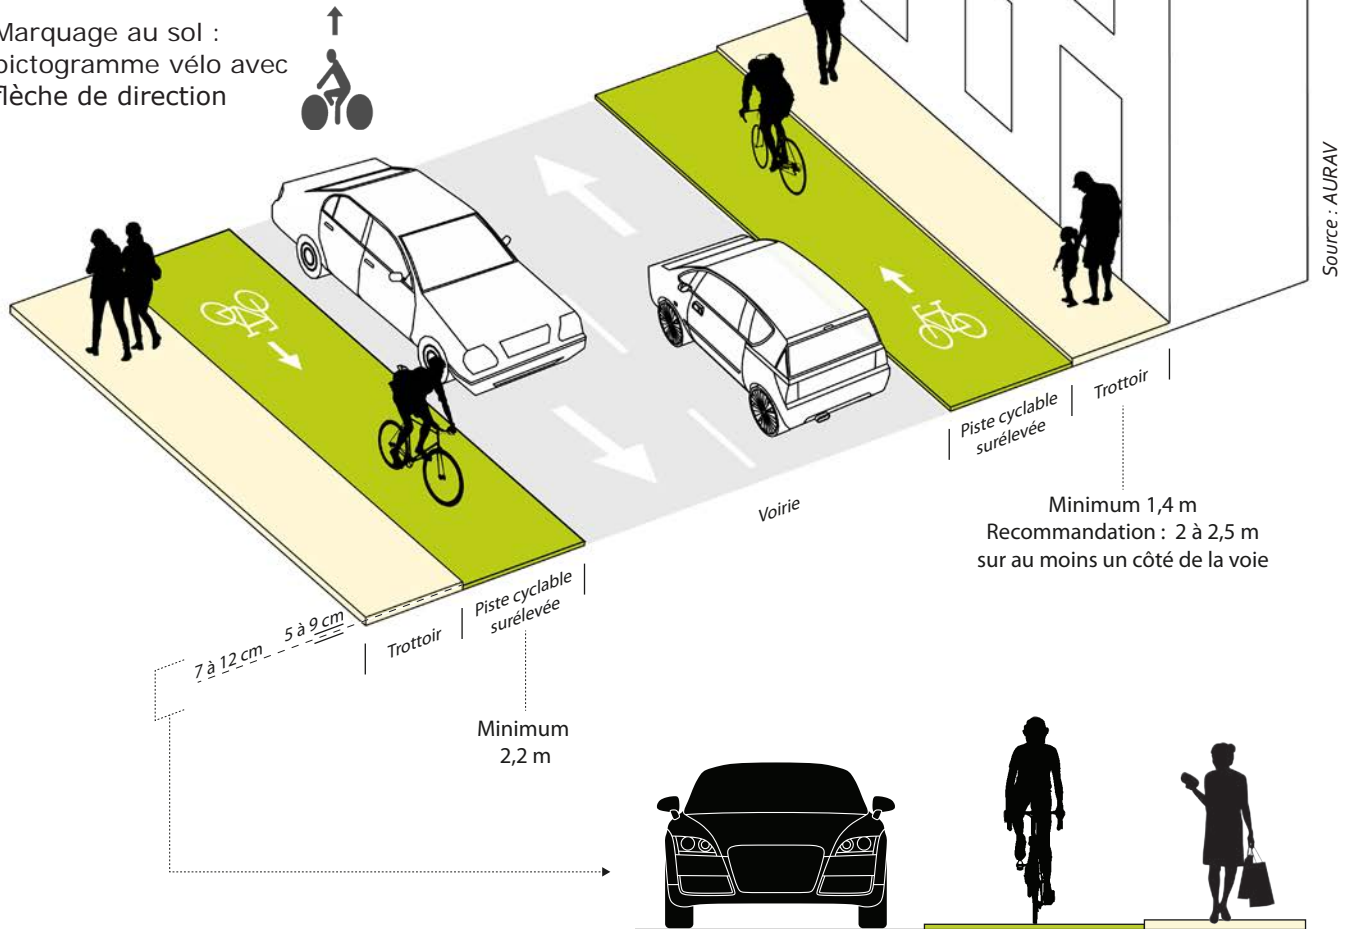 Marquage au sol :
pictogramme vélo avec
flèche de direction
Source : AURAV
Piste cyclable
surélevée
Trottoir
Voirie
Minimum 1,4 m
Recommandation : 2 à 2,5 m
sur au moins un côté de la voie
5 à 9 cm
7 à 12 cm
Trottoir
Piste cyclable
surélevée
Minimum
2,2 m